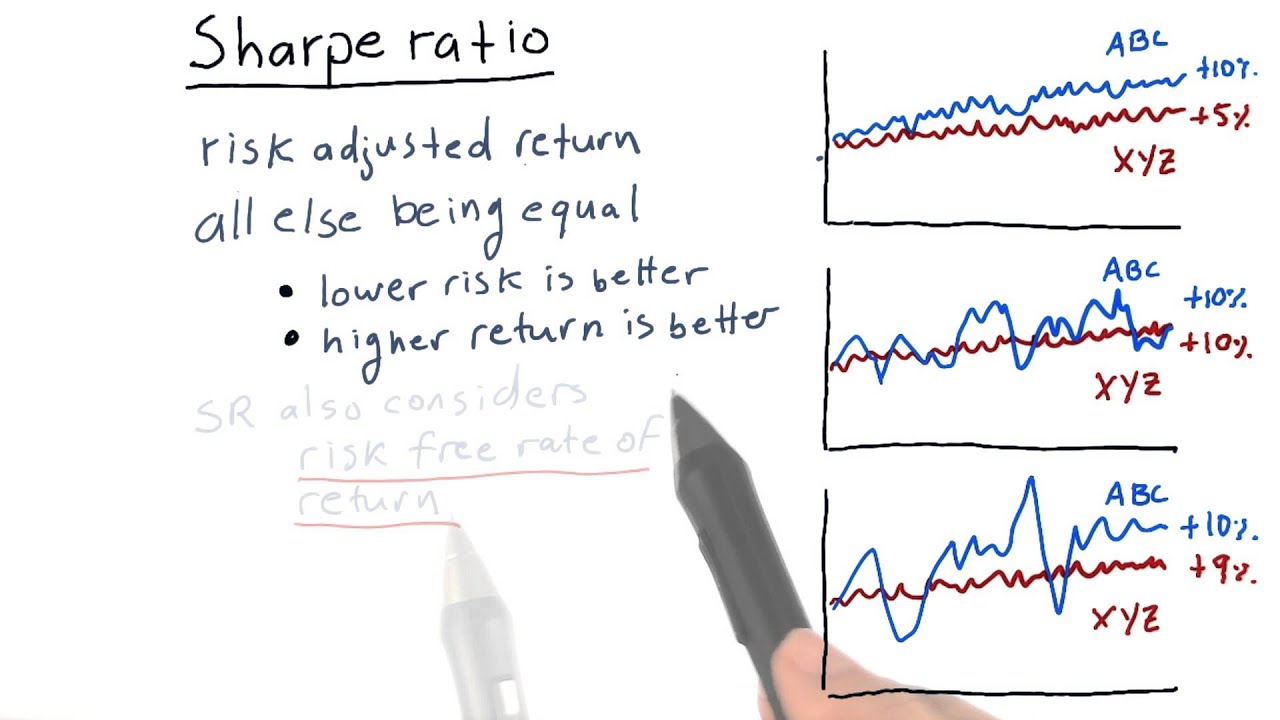 Sharpe ratio
risk adjusted return
all else being equal
• lower risk is better
• higher return is better
SR also considers
risk free rate of
return
ABC
+10%
+5%
XYZ
ABC
+10%
+10%
XYZ
ABC
+10%
+9%
XYZ